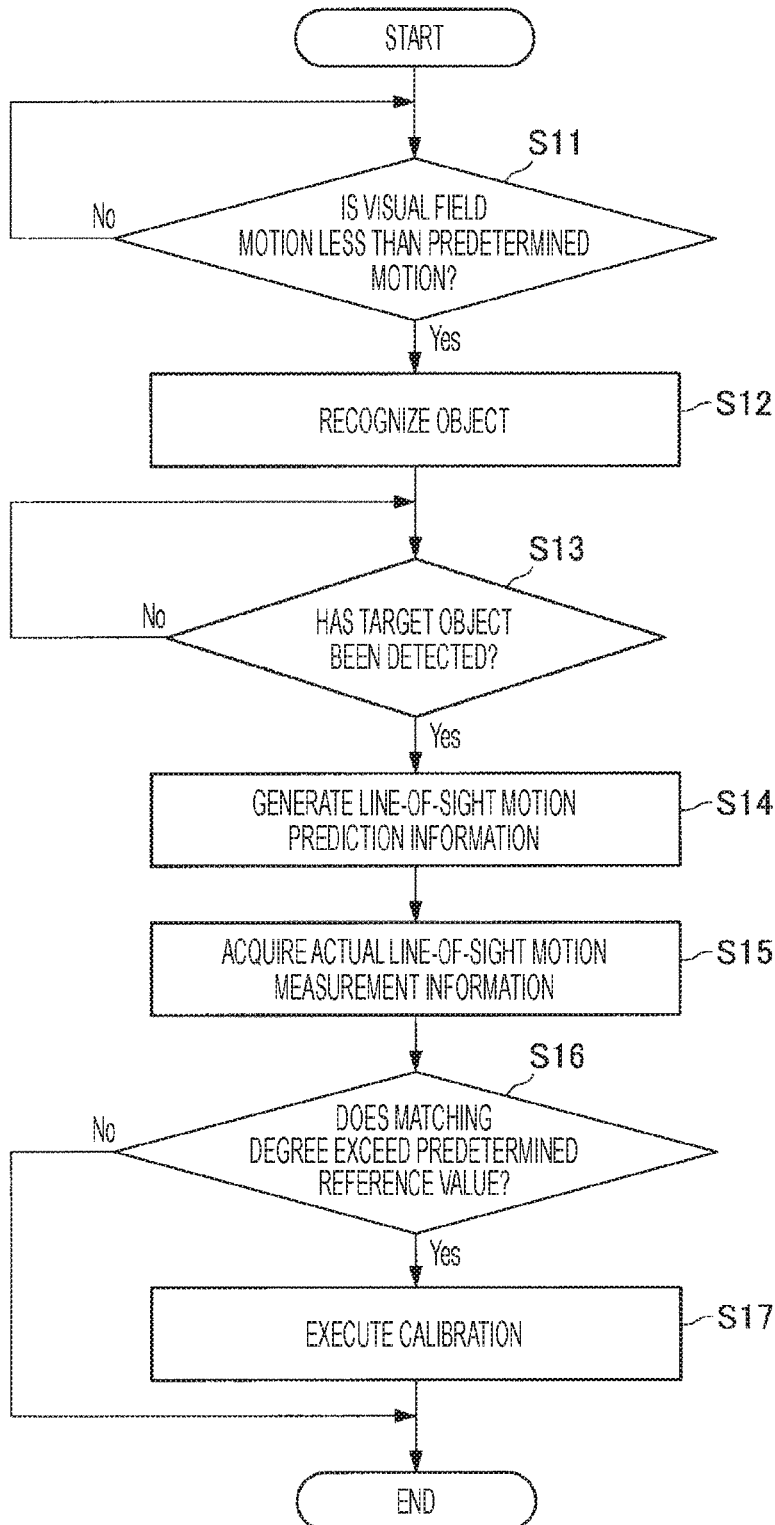 START
S11
IS VISUAL FIELD
MOTION LESS THAN PREDETERMINED
MOTION?
No
Yes
RECOGNIZE OBJECT
S12
S13
HAS TARGET OBJECT
BEEN DETECTED?
No
Yes
GENERATE LINE-OF-SIGHT MOTION
PREDICTION INFORMATION
S14
ACQUIRE ACTUAL LINE-OF-SIGHT MOTION
MEASUREMENT INFORMATION
S15
S16
DOES MATCHING
DEGREE EXCEED PREDETERMINED
REFERENCE VALUE?
No
Yes
EXECUTE CALIBRATION
S17
END